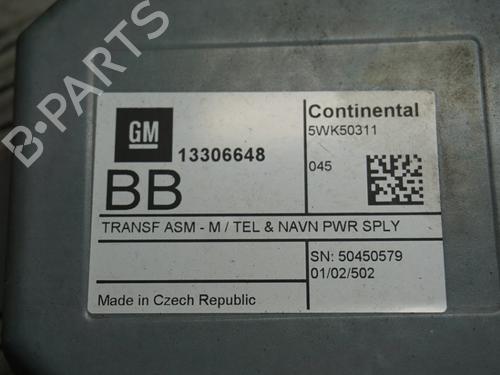 GM
13306648
BB
Continental
5WK50311
045
TRANSF ASM - M / TEL & NAVN PWR SPLY
SN: 50450579
01/02/502
Made in Czech Republic
B-PARTS